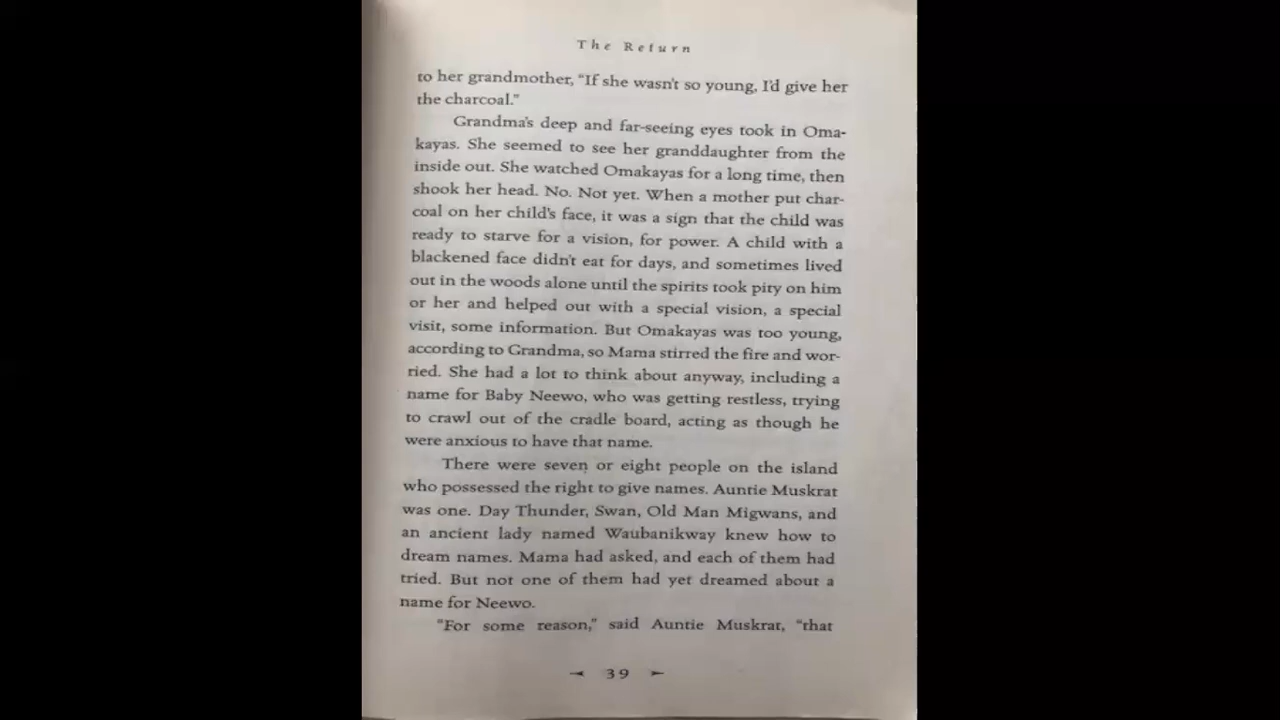 The Return
to her grandmother, “If she wasn’t so young, I’d give her
the charcoal.”
Grandma’s deep and far-seeing eyes took in Oma-
kayas. She seemed to see her granddaughter from the
inside out. She watched Omakayas for a long time, then
shook her head. No. Not yet. When a mother put char-
coal on her child’s face, it was a sign that the child was
ready to starve for a vision, for power. A child with a
blackened face didn’t eat for days, and sometimes lived
out in the woods alone until the spirits took pity on him
or her and helped out with a special vision, a special
visit, some information. But Omakayas was too young,
according to Grandma, so Mama stirred the fire and wor-
ried. She had a lot to think about anyway, including a
name for Baby Neewo, who was getting restless, trying
to crawl out of the cradle board, acting as though he
were anxious to have that name.
There were seven or eight people on the island
who possessed the right to give names. Auntie Muskrat
was one. Day Thunder, Swan, Old Man Migwans, and
an ancient lady named Waubanikway knew how to
dream names. Mama had asked, and each of them had
tried. But not one of them had yet dreamed about a
name for Neewo.
“For some reason,” said Auntie Muskrat, “that
39